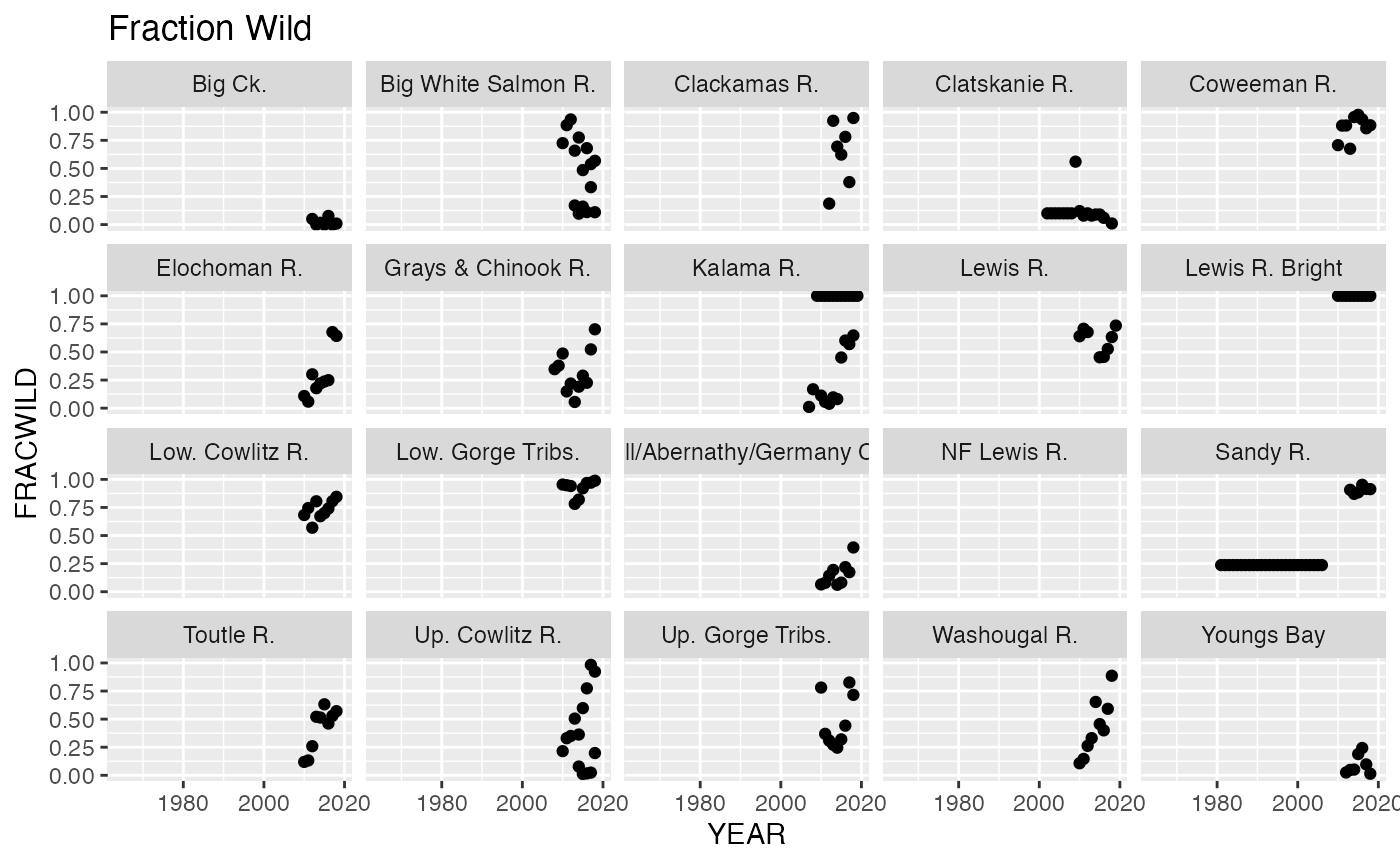 Fraction Wild
Big Ck.
Big White Salmon R.
Clackamas R.
Clatskanie R.
Coweeman R.
1.00
0.75
0.50
0.25
0.00
Elochoman R.
Grays & Chinook R.
Kalama R.
Lewis R.
Lewis R. Bright
1.00
0.75
0.50
0.25
0.00
FRACWILD
Low. Cowlitz R.
Low. Gorge Tribs.
ll/Abernathy/Germany C
NF Lewis R.
Sandy R.
1.00
0.75
0.50
0.25
0.00
Toutle R.
Up. Cowlitz R.
Up. Gorge Tribs.
Washougal R.
Youngs Bay
1.00
0.75
0.50
0.25
0.00
1980 2000 2020
1980 2000 2020
1980 2000 2020
1980 2000 2020
1980 2000 2020
YEAR